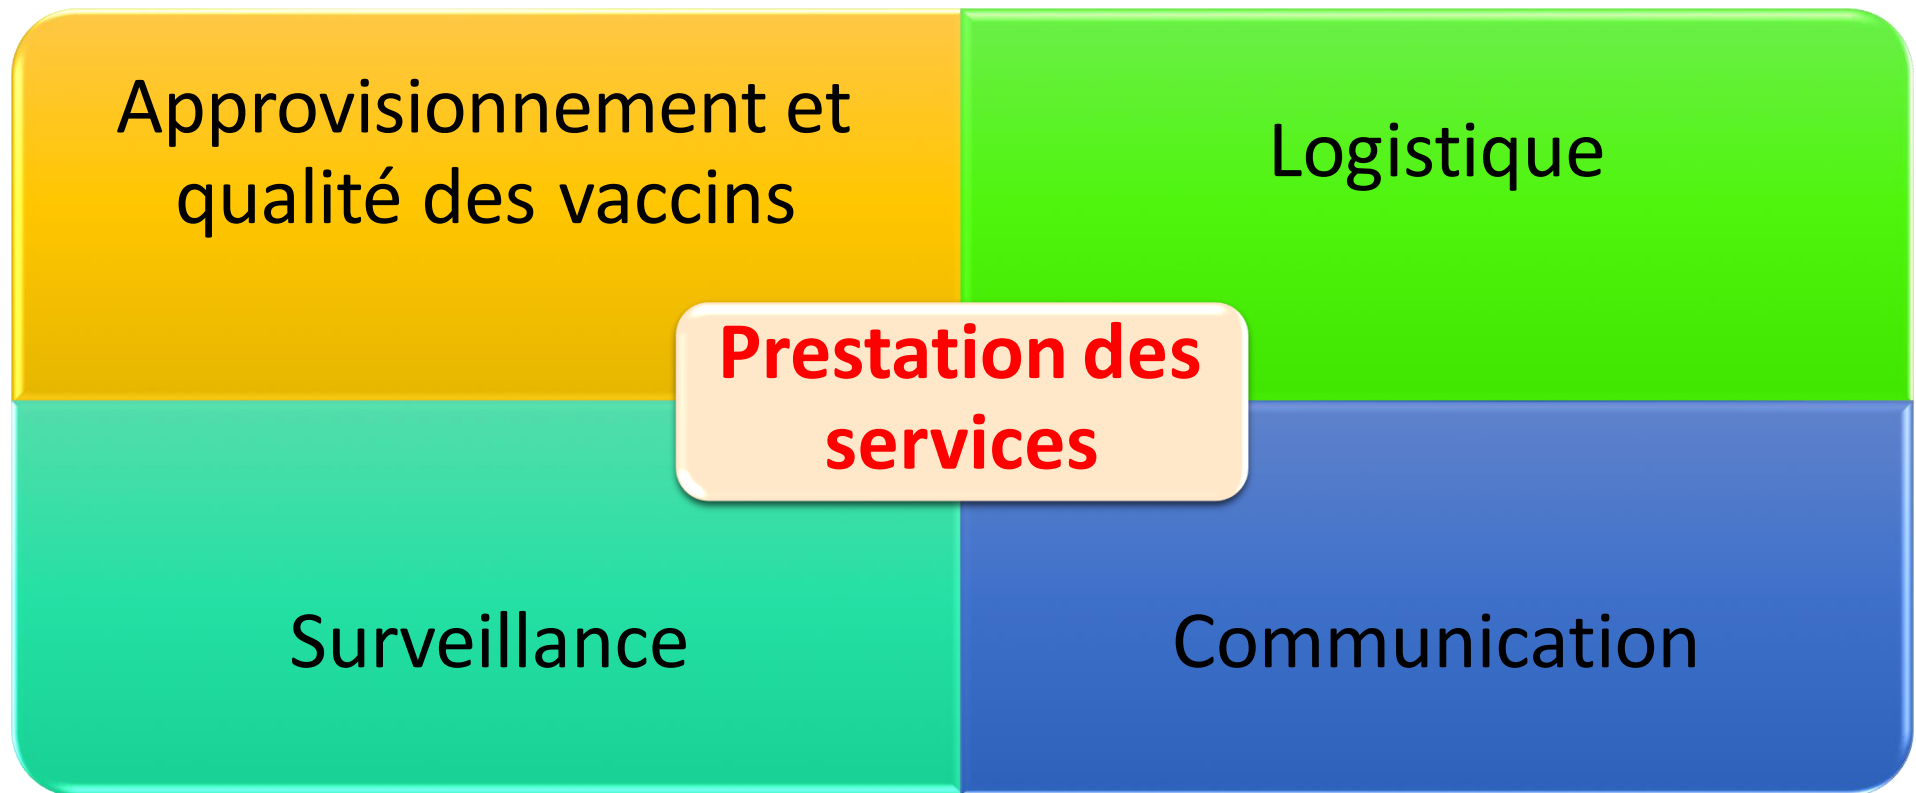 Approvisionnement et
qualité des vaccins
Logistique
Prestation des
services
Surveillance
Communication